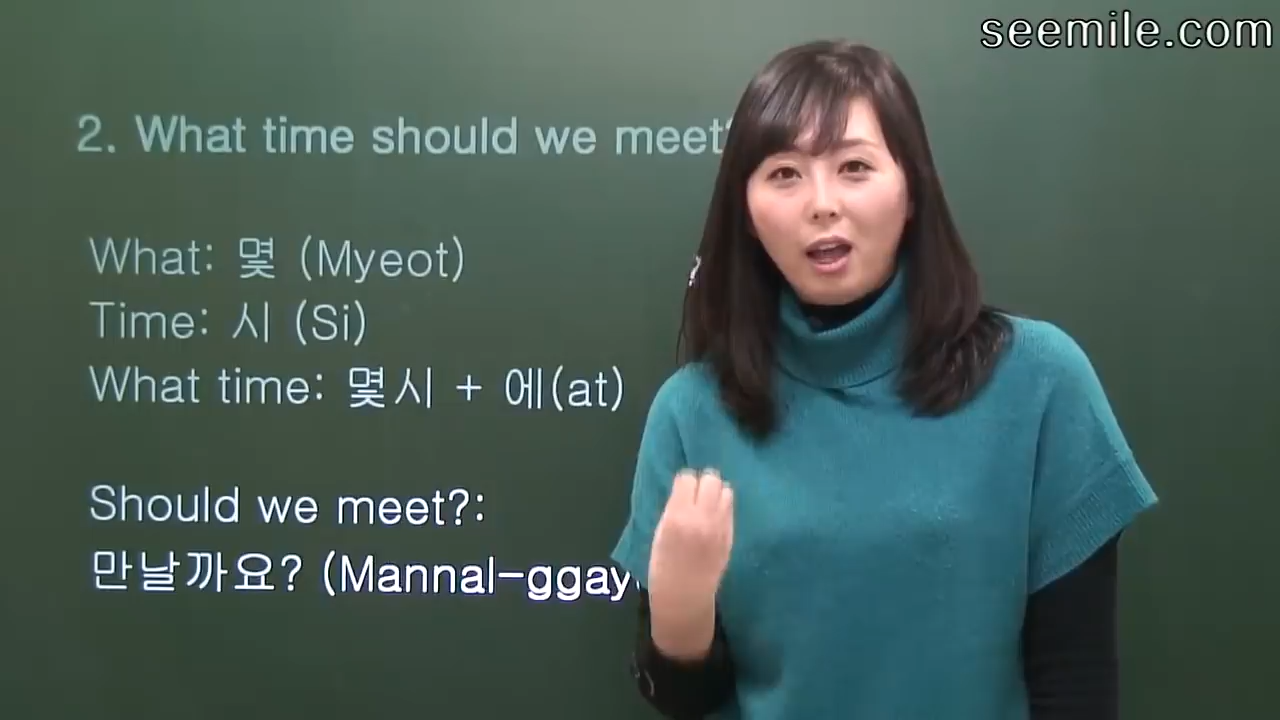 seemile.com
2. What time should we meet?
What: 몇 (Myeot)
Time: 시 (Si)
What time: 몇시 + 에(at)
Should we meet?:
만날까요? (Mannal-ggay